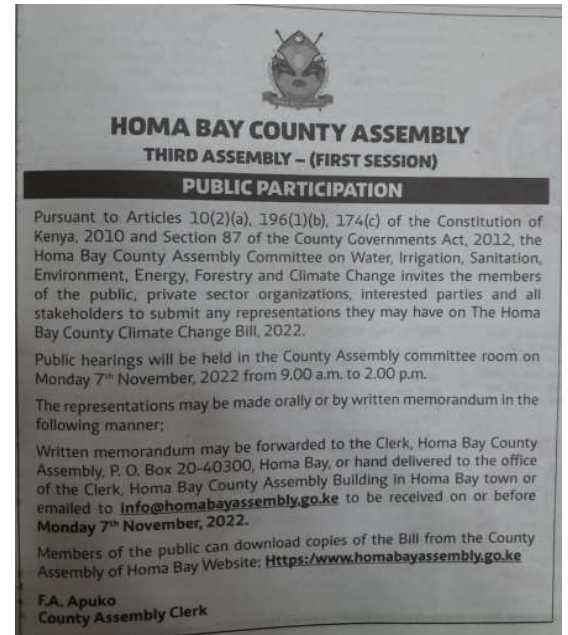 HOMA BAY COUNTY ASSEMBLY
THIRD ASSEMBLY – (FIRST SESSION)
PUBLIC PARTICIPATION
Pursuant to Articles 10(2)(a), 196(1)(b), 174(c) of the Constitution of
Kenya, 2010 and Section 87 of the County Governments Act, 2012, the
Homa Bay County Assembly Committee on Water, Irrigation, Sanitation,
Environment, Energy, Forestry and Climate Change invites the members
of the public, private sector organizations, interested parties and all
stakeholders to submit any representations they may have on The Homa
Bay County Climate Change Bill, 2022.
Public hearings will be held in the County Assembly committee room on
Monday 7th November, 2022 from 9.00 a.m. to 2.00 p.m.
The representations may be made orally or by written memorandum in the
following manner;
Written memorandum may be forwarded to the Clerk, Homa Bay County
Assembly, P. O. Box 20-40300, Homa Bay, or hand delivered to the office
of the Clerk, Homa Bay County Assembly Building in Homa Bay town or
emailed to info@homabayassembly.go.ke to be received on or before
Monday 7th November, 2022.
Members of the public can download copies of the Bill from the County
Assembly of Homa Bay Website; Https:/www.homabayassembly.go.ke
F.A. Apuko
County Assembly Clerk